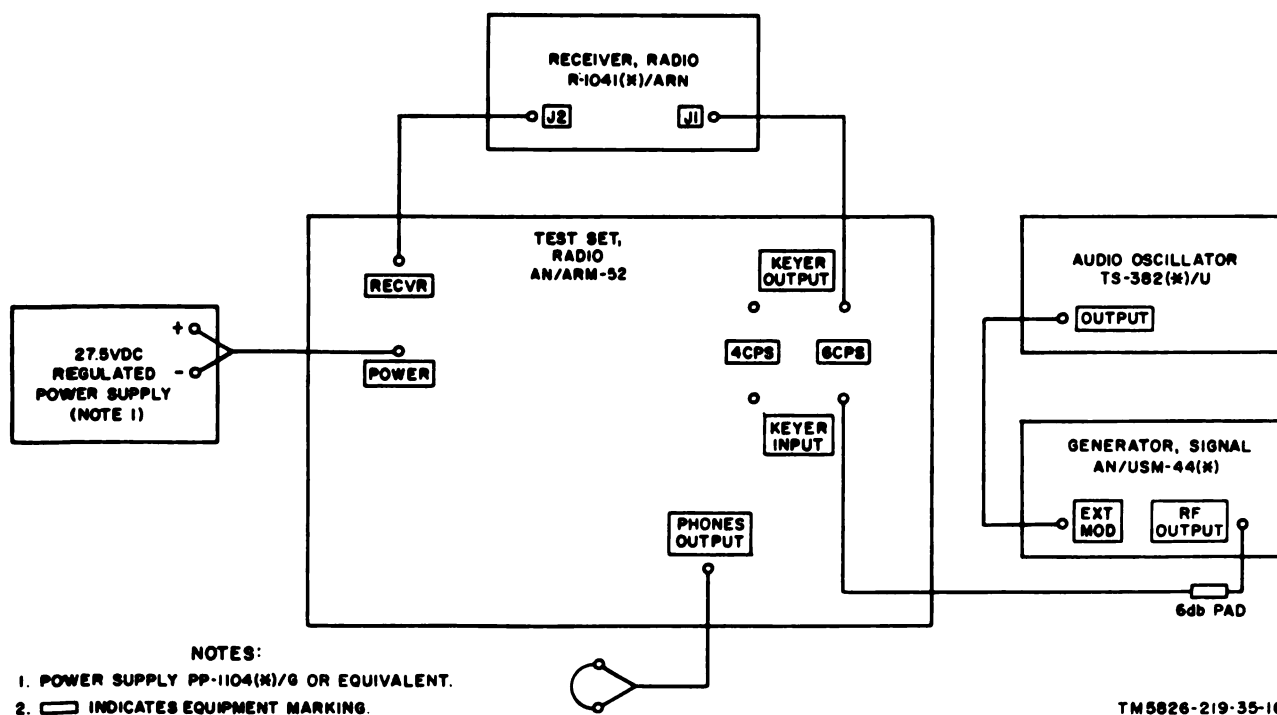 RECEIVER, RADIO
R-1041(*)/ARN
J2
J1
TEST SET,
RADIO
AN/ARM-52
RECVR
KEYER
OUTPUT
4CPS
6CPS
KEYER
INPUT
POWER
PHONES
OUTPUT
+
27.5VDC
-
REGULATED
POWER SUPPLY
(NOTE 1)
AUDIO OSCILLATOR
TS-382(*)/U
OUTPUT
GENERATOR, SIGNAL
AN/USM-44(*)
EXT
MOD
RF
OUTPUT
6db PAD
NOTES:
1. POWER SUPPLY PP-1104(*)/G OR EQUIVALENT.
2. INDICATES EQUIPMENT MARKING.